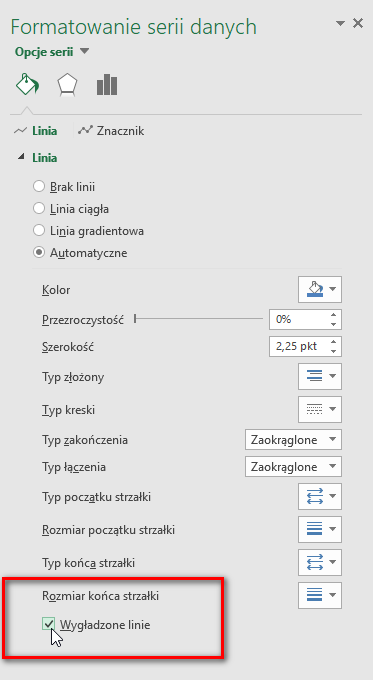 Formatowanie serii danych
Opcje serii
Linia Znacznik
Linia
Brak linii
Linia ciągła
Linia gradientowa
Automatyczne
Kolor
Przezroczystość 0%
Szerokość 2,25 pkt
Typ złożony
Typ kreski
Typ zakończenia Zaokrąglone
Typ łączenia Zaokrąglone
Typ początku strzałki
Rozmiar początku strzałki
Typ końca strzałki
Rozmiar końca strzałki
Wygładzone linie